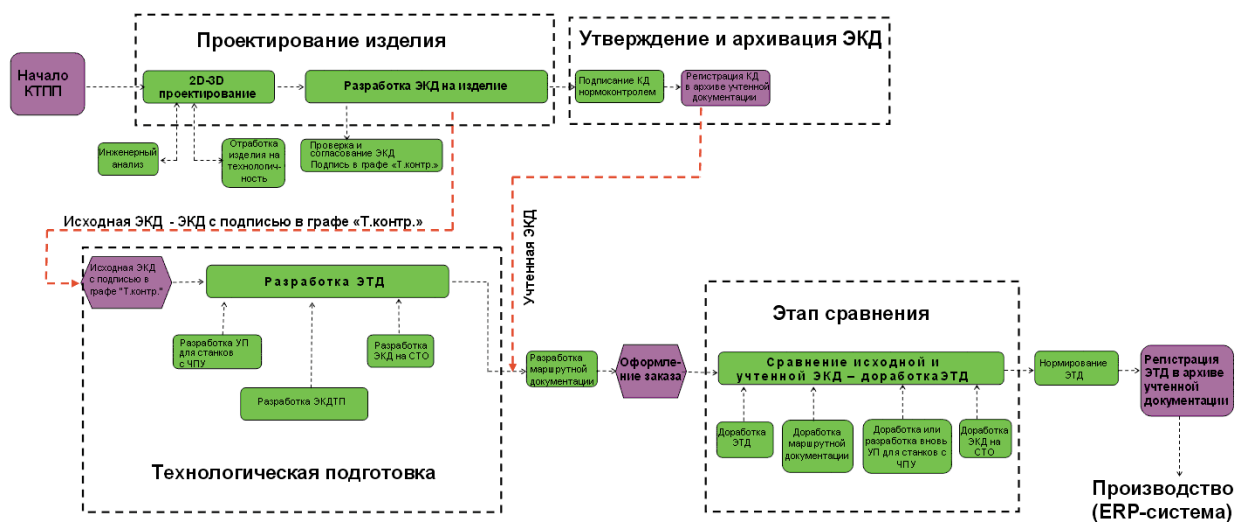 Проектирование изделия
Утверждение и архивация ЭКД
Начало
КТПП
2D-3D
проектирование
Разработка ЭКД на изделие
Подписание КД
нормоконтролем
Регистрация КД
в архиве учтенной
документации
Инженерный
анализ
Отработка
изделия на
технологич-
ность
Проверка и
согласование ЭКД
Подпись в графе «Т.контр.»
Исходная ЭКД - ЭКД с подписью в графе «Т.контр.»
Учтенная ЭКД
Исходная ЭКД
с подписью в
графе "Т.контр."
Разработка ЭТД
Разработка УП
для станков
с ЧПУ
Разработка
ЭКД на СТО
Разработка ЭКДТП
Технологическая подготовка
Разработка
маршрутной
документации
Оформле-
ние заказа
Этап сравнения
Сравнение исходной и
учтенной ЭКД – доработка ЭТД
Доработка
ЭТД
Доработка
маршрутной
документации
Доработка или
разработка вновь
УП для станков с
ЧПУ
Доработка
ЭКД на
СТО
Нормирование
ЭТД
Регистрация
ЭТД в архиве
учтенной
документации
Производство
(ERP-система)